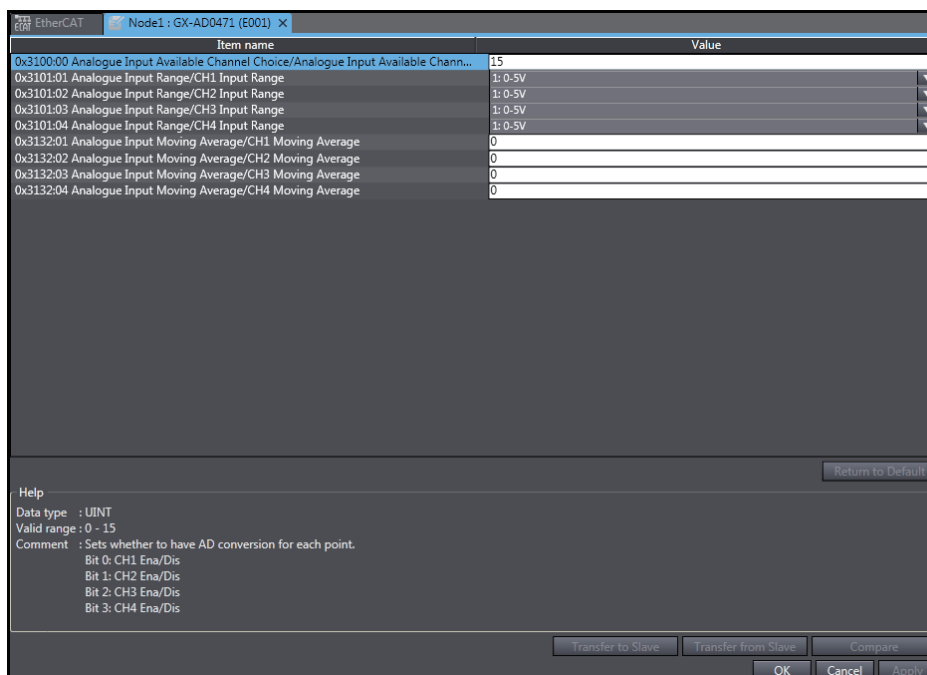 EtherCAT Node1 : GX-AD0471 (E001)
Item name Value
0x3100:00 Analogue Input Available Channel Choice/Analogue Input Available Chann... 15
0x3101:01 Analogue Input Range/CH1 Input Range 1: 0-5V
0x3101:02 Analogue Input Range/CH2 Input Range 1: 0-5V
0x3101:03 Analogue Input Range/CH3 Input Range 1: 0-5V
0x3101:04 Analogue Input Range/CH4 Input Range 1: 0-5V
0x3132:01 Analogue Input Moving Average/CH1 Moving Average 0
0x3132:02 Analogue Input Moving Average/CH2 Moving Average 0
0x3132:03 Analogue Input Moving Average/CH3 Moving Average 0
0x3132:04 Analogue Input Moving Average/CH4 Moving Average 0
Return to Default
Help
Data type : UINT
Valid range : 0 - 15
Comment : Sets whether to have AD conversion for each point.
Bit 0: CH1 Ena/Dis
Bit 1: CH2 Ena/Dis
Bit 2: CH3 Ena/Dis
Bit 3: CH4 Ena/Dis
Transfer to Slave Transfer from Slave Compare
OK Cancel Apply